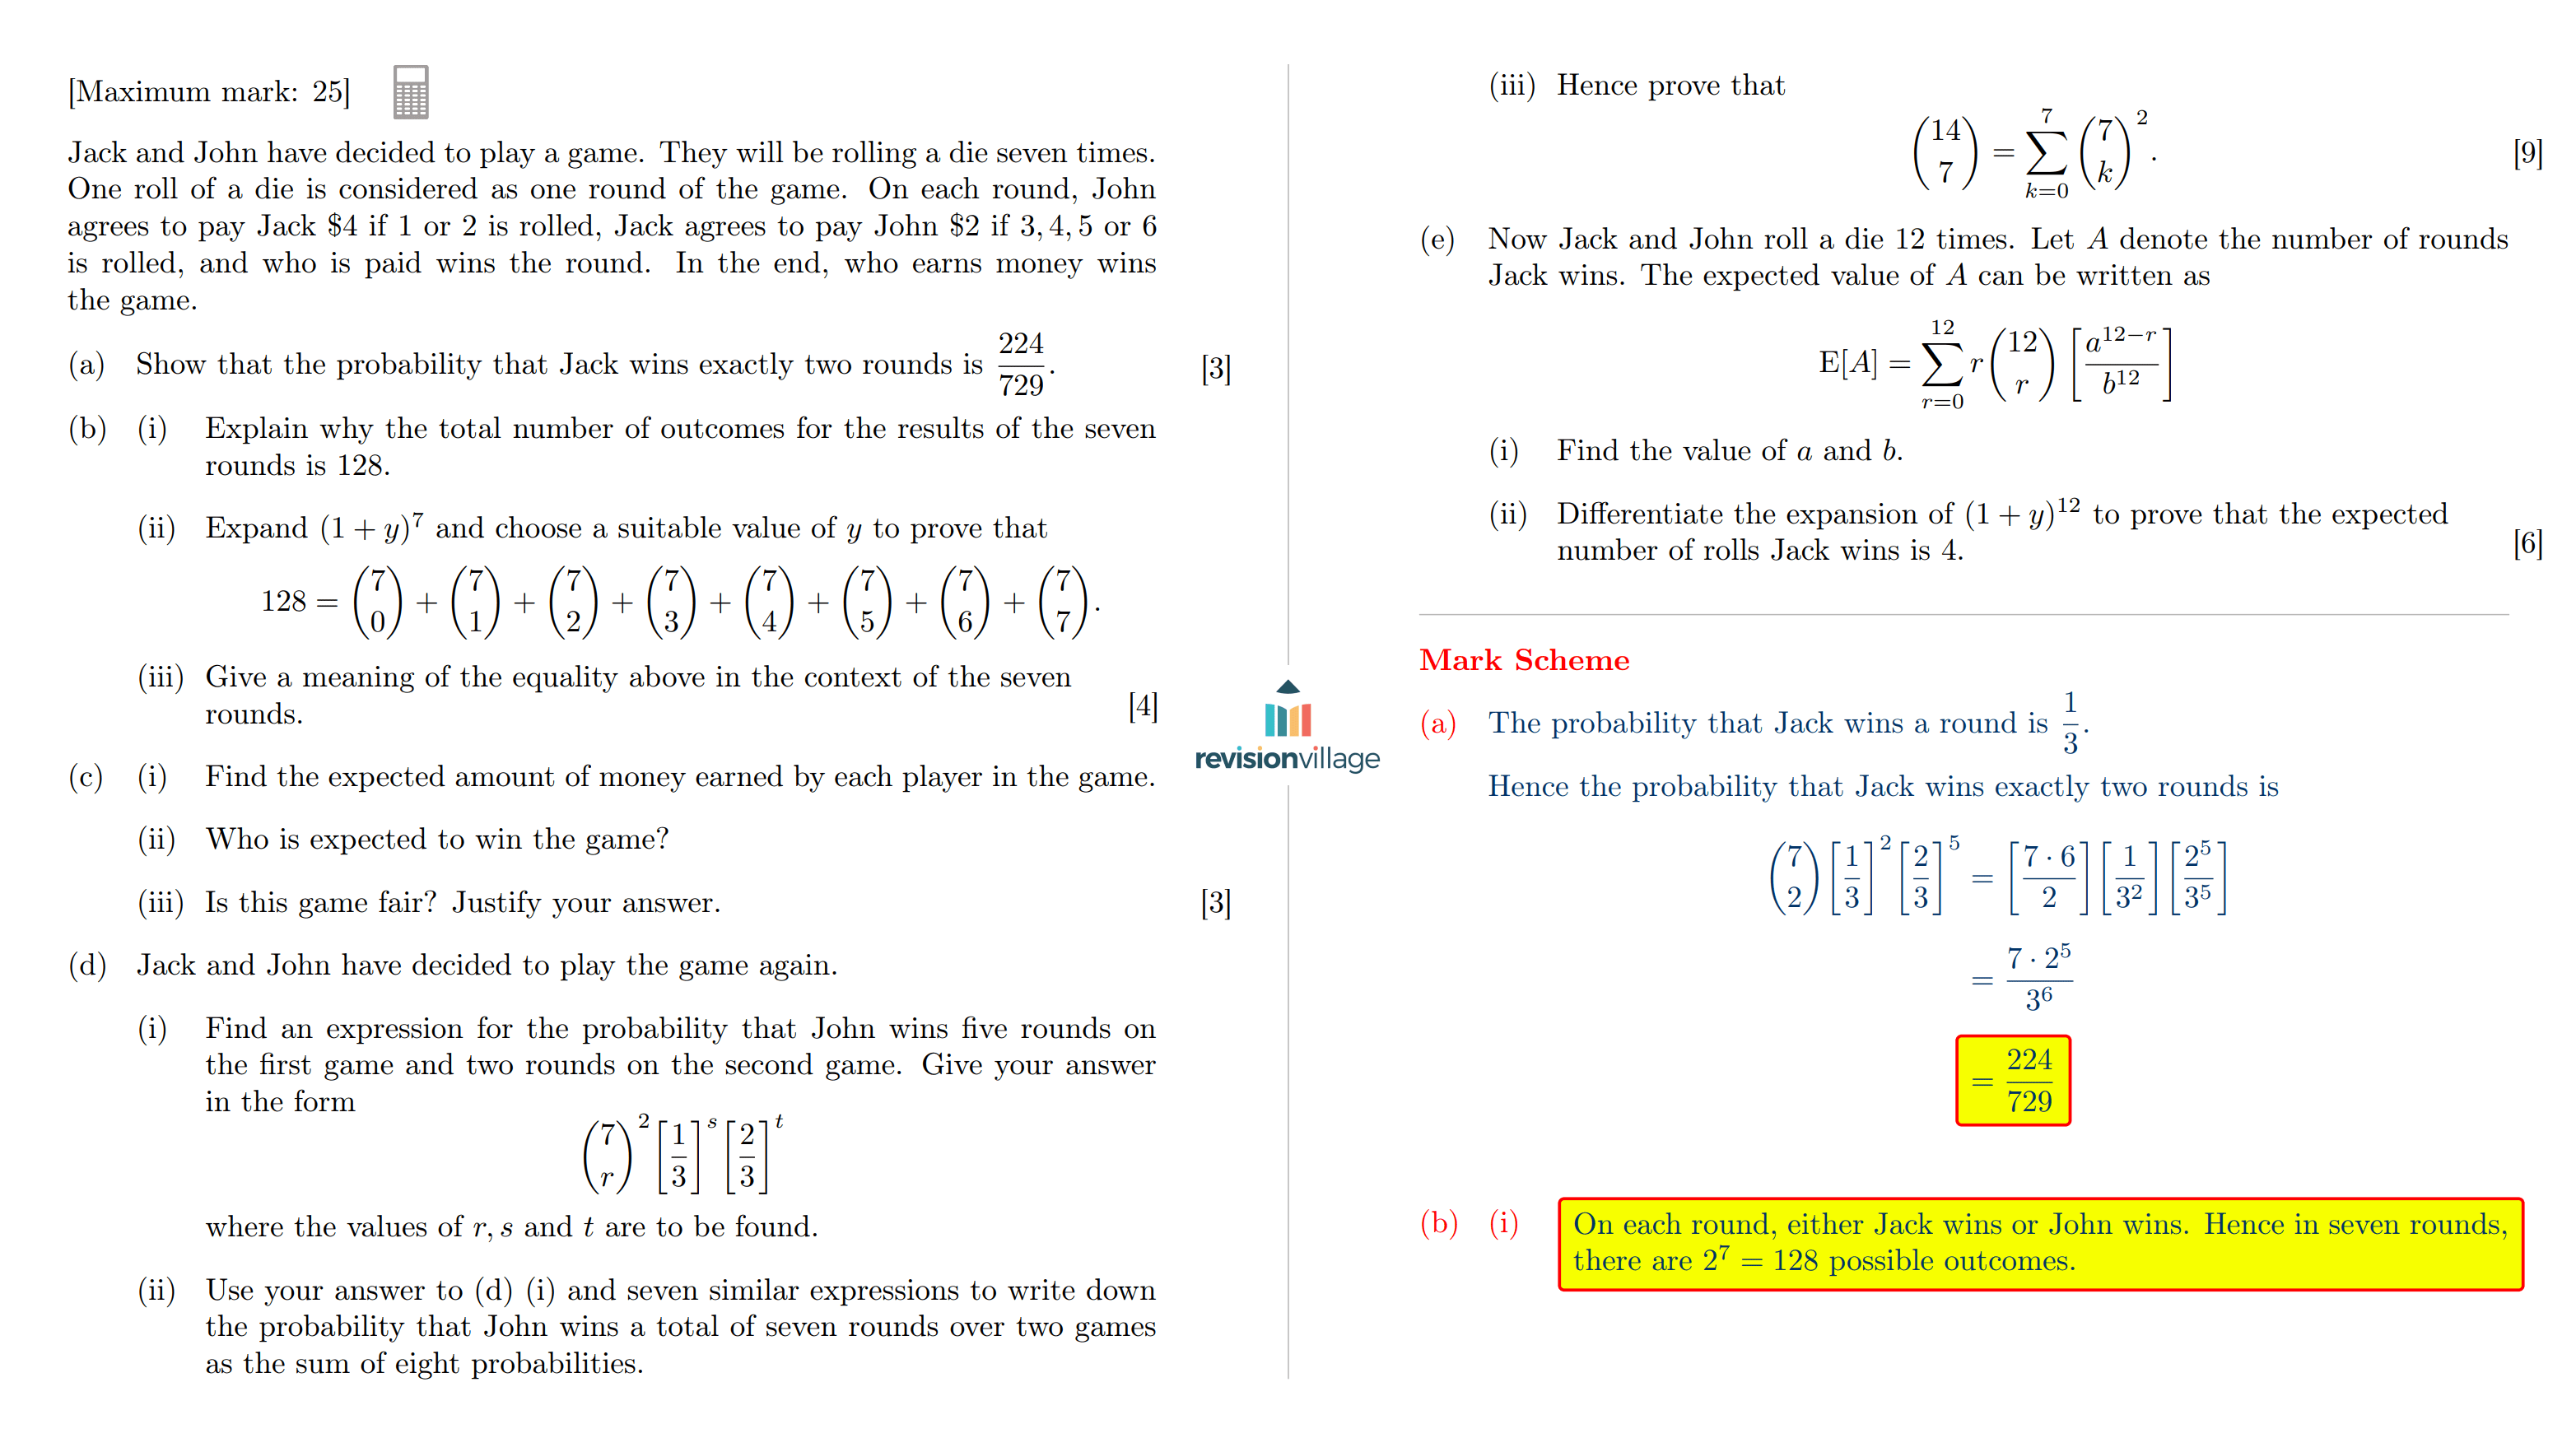 [Maximum mark: 25]
Jack and John have decided to play a game. They will be rolling a die seven times.
One roll of a die is considered as one round of the game. On each round, John
agrees to pay Jack $4 if 1 or 2 is rolled, Jack agrees to pay John $2 if 3, 4, 5 or 6
is rolled, and who is paid wins the round. In the end, who earns money wins
the game.
(a) Show that the probability that Jack wins exactly two rounds is $\frac{224}{729}$. [3]
(b) (i) Explain why the total number of outcomes for the results of the seven
rounds is 128.
(ii) Expand $(1 + y)^7$ and choose a suitable value of $y$ to prove that
$128 = \binom{7}{0} + \binom{7}{1} + \binom{7}{2} + \binom{7}{3} + \binom{7}{4} + \binom{7}{5} + \binom{7}{6} + \binom{7}{7}.$
(iii) Give a meaning of the equality above in the context of the seven
rounds. [4]
(c) (i) Find the expected amount of money earned by each player in the game.
(ii) Who is expected to win the game?
(iii) Is this game fair? Justify your answer. [3]
(d) Jack and John have decided to play the game again.
(i) Find an expression for the probability that John wins five rounds on
the first game and two rounds on the second game. Give your answer
in the form
$\binom{7}{r}^2 \left[\frac{1}{3}\right]^s \left[\frac{2}{3}\right]^t$
where the values of $r, s$ and $t$ are to be found.
(ii) Use your answer to (d) (i) and seven similar expressions to write down
the probability that John wins a total of seven rounds over two games
as the sum of eight probabilities.
revisionvillage
(iii) Hence prove that
$\binom{14}{7} = \sum_{k=0}^{7} \binom{7}{k}^2.$ [9]
(e) Now Jack and John roll a die 12 times. Let $A$ denote the number of rounds
Jack wins. The expected value of $A$ can be written as
$\mathrm{E}[A] = \sum_{r=0}^{12} r \binom{12}{r} \left[\frac{a^{12-r}}{b^{12}}\right]$
(i) Find the value of $a$ and $b$.
(ii) Differentiate the expansion of $(1 + y)^{12}$ to prove that the expected
number of rolls Jack wins is 4. [6]
Mark Scheme
(a) The probability that Jack wins a round is $\frac{1}{3}$.
Hence the probability that Jack wins exactly two rounds is
$\binom{7}{2} \left[\frac{1}{3}\right]^2 \left[\frac{2}{3}\right]^5 = \left[\frac{7 \cdot 6}{2}\right] \left[\frac{1}{3^2}\right] \left[\frac{2^5}{3^5}\right]$
$= \frac{7 \cdot 2^5}{3^6}$
$= \frac{224}{729}$
(b) (i) On each round, either Jack wins or John wins. Hence in seven rounds,
there are $2^7 = 128$ possible outcomes.